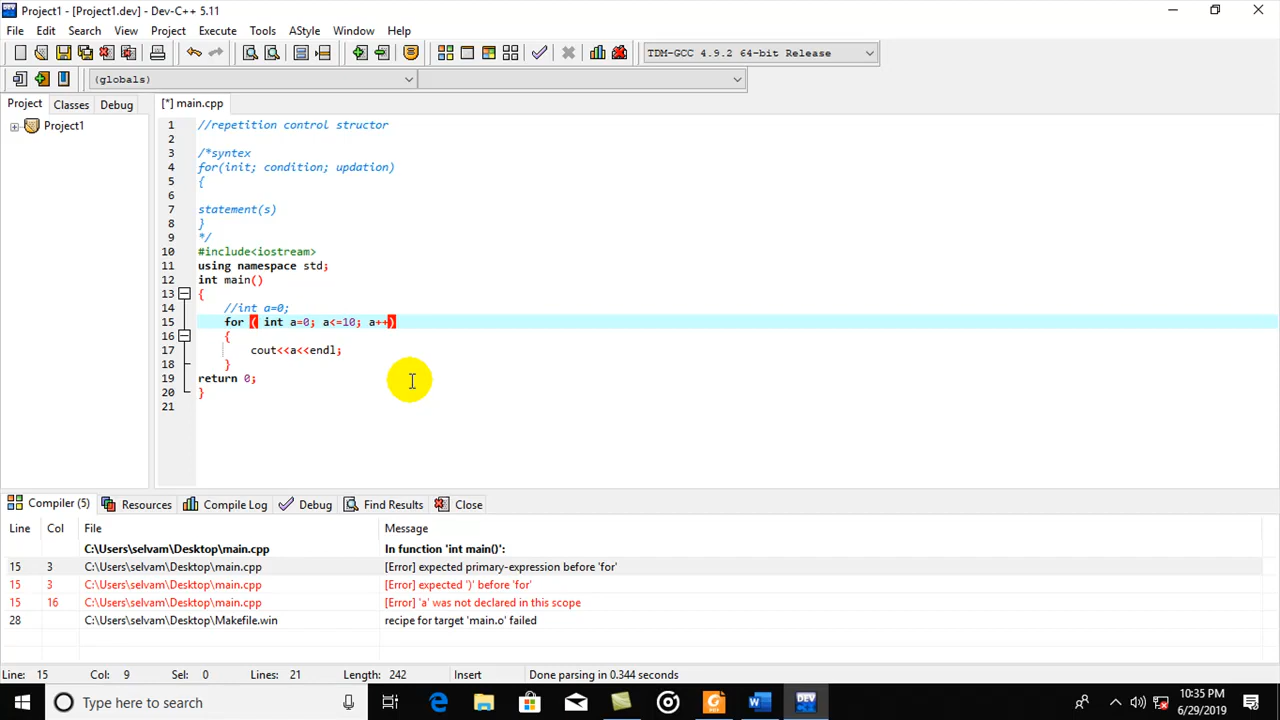 Project1 - [Project1.dev] - Dev-C++ 5.11
File Edit Search View Project Execute Tools AStyle Window Help
TDM-GCC 4.9.2 64-bit Release
(globals)
Project Classes Debug [*] main.cpp
Project1
1 //repetition control structor
2
3 /*syntex
4 for(init; condition; updation)
5 {
6
7 statement(s)
8 }
9 */
10 #include<iostream>
11 using namespace std;
12 int main()
13 {
14 //int a=0;
15 for ( int a=0; a<=10; a++)
16 {
17 cout<<a<<endl;
18 }
19 return 0;
20 }
21
Compiler (5) Resources Compile Log Debug Find Results Close
Line Col File Message
C:\Users\selvam\Desktop\main.cpp In function 'int main()':
15 3 C:\Users\selvam\Desktop\main.cpp [Error] expected primary-expression before 'for'
15 3 C:\Users\selvam\Desktop\main.cpp [Error] expected ')' before 'for'
15 16 C:\Users\selvam\Desktop\main.cpp [Error] 'a' was not declared in this scope
28 C:\Users\selvam\Desktop\Makefile.win recipe for target 'main.o' failed
Line: 15 Col: 9 Sel: 0 Lines: 21 Length: 242 Insert Done parsing in 0.344 seconds
Type here to search
DEV
10:35 PM
6/29/2019